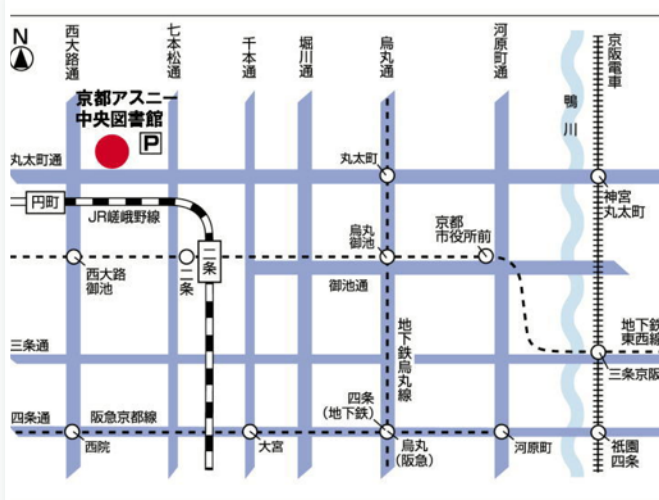 N
西大路通
七本松通
千本通
堀川通
烏丸通
河原町通
京阪電車
鴨川
京都アスニー
中央図書館
P
丸太町通
丸太町
神宮
丸太町
円町
JR嵯峨野線
二条
烏丸
御池
京都
市役所前
西大路
御池
二条
御池通
地下鉄
東西線
三条通
地下鉄烏丸線
三条京阪
四条通
阪急京都線
四条
(地下鉄)
西院
大宮
烏丸
(阪急)
河原町
祇園
四条